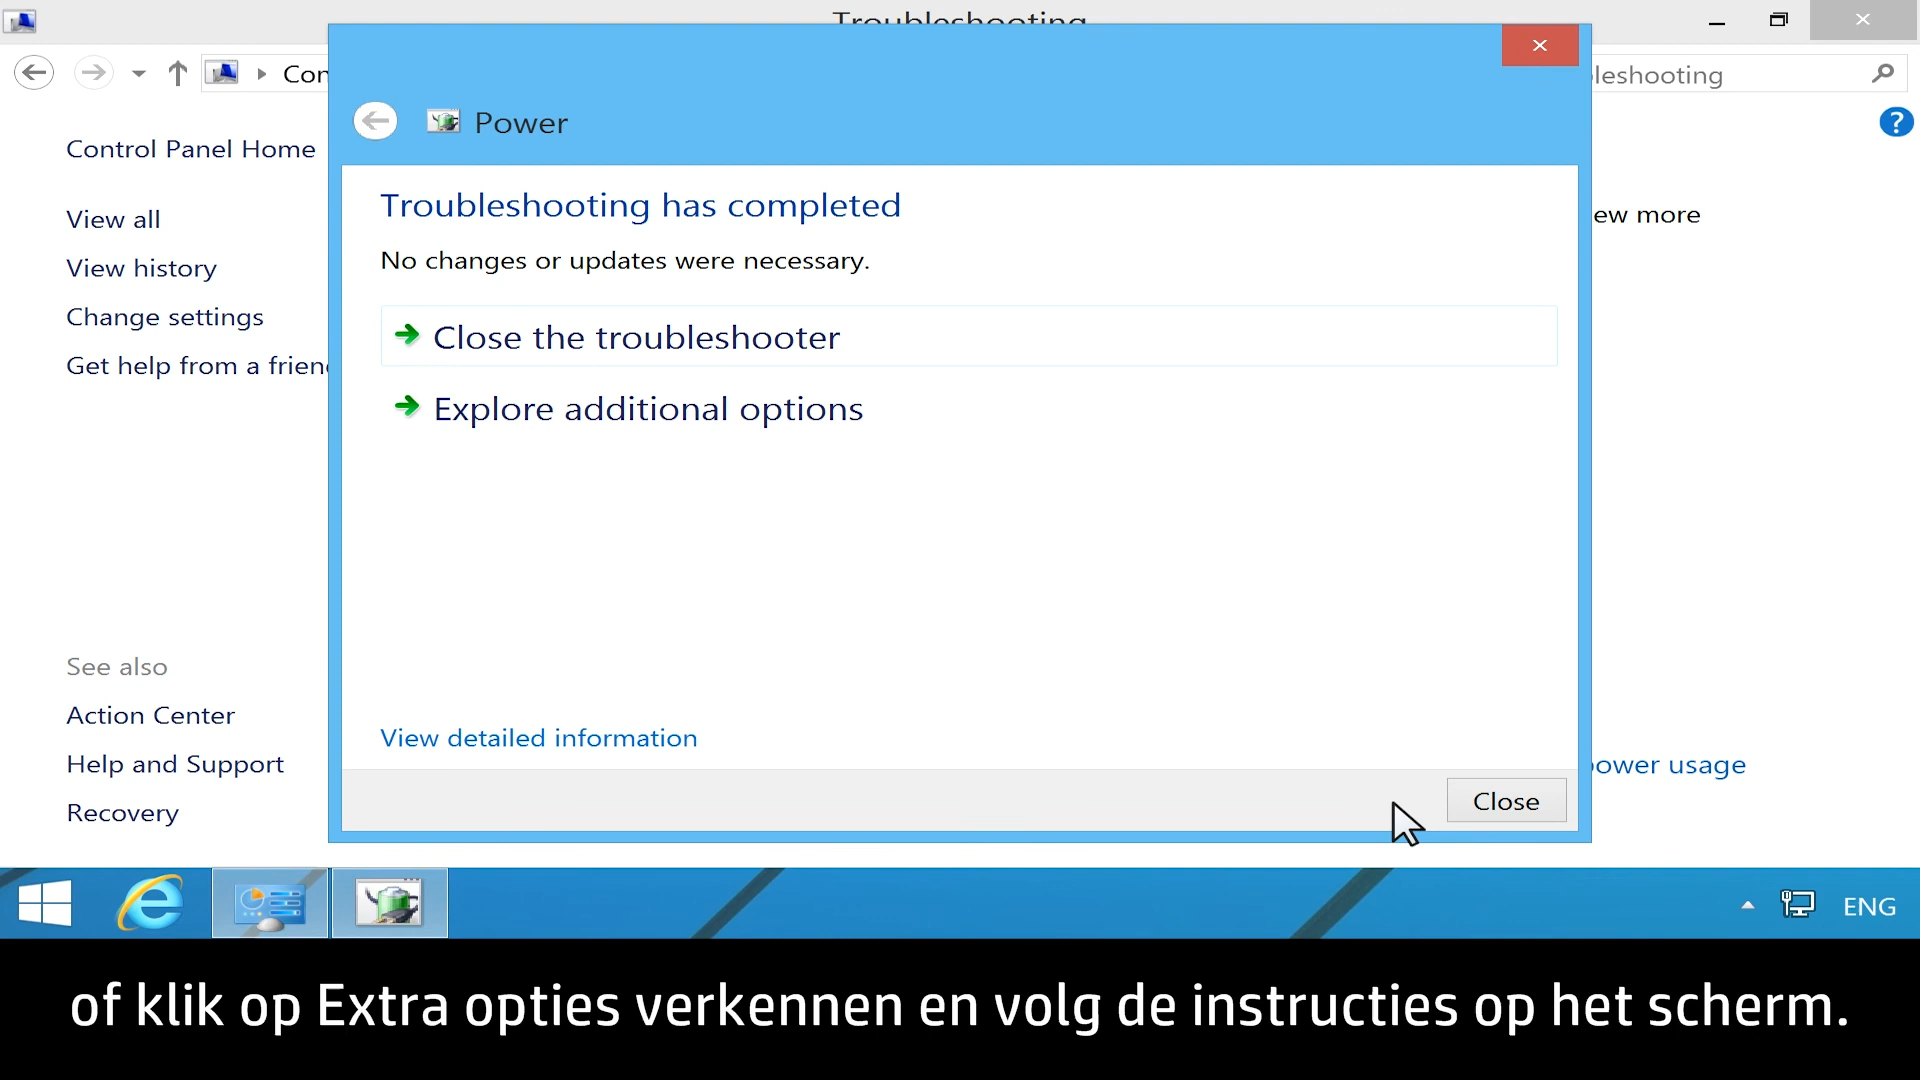 Troubleshooting
Con
leshooting
Power
Control Panel Home
View all
View history
Change settings
Get help from a frien
Troubleshooting has completed
No changes or updates were necessary.
Close the troubleshooter
Explore additional options
ew more
See also
Action Center
Help and Support
Recovery
View detailed information
ower usage
Close
ENG
of klik op Extra opties verkennen en volg de instructies op het scherm.